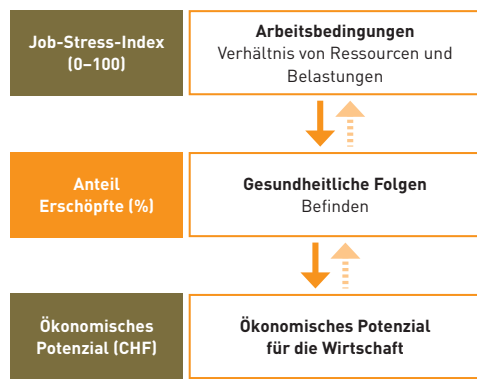 Job-Stress-Index
(0–100)
Arbeitsbedingungen
Verhältnis von Ressourcen und
Belastungen
Anteil
Erschöpfte (%)
Gesundheitliche Folgen
Befinden
Ökonomisches
Potenzial (CHF)
Ökonomisches Potenzial
für die Wirtschaft